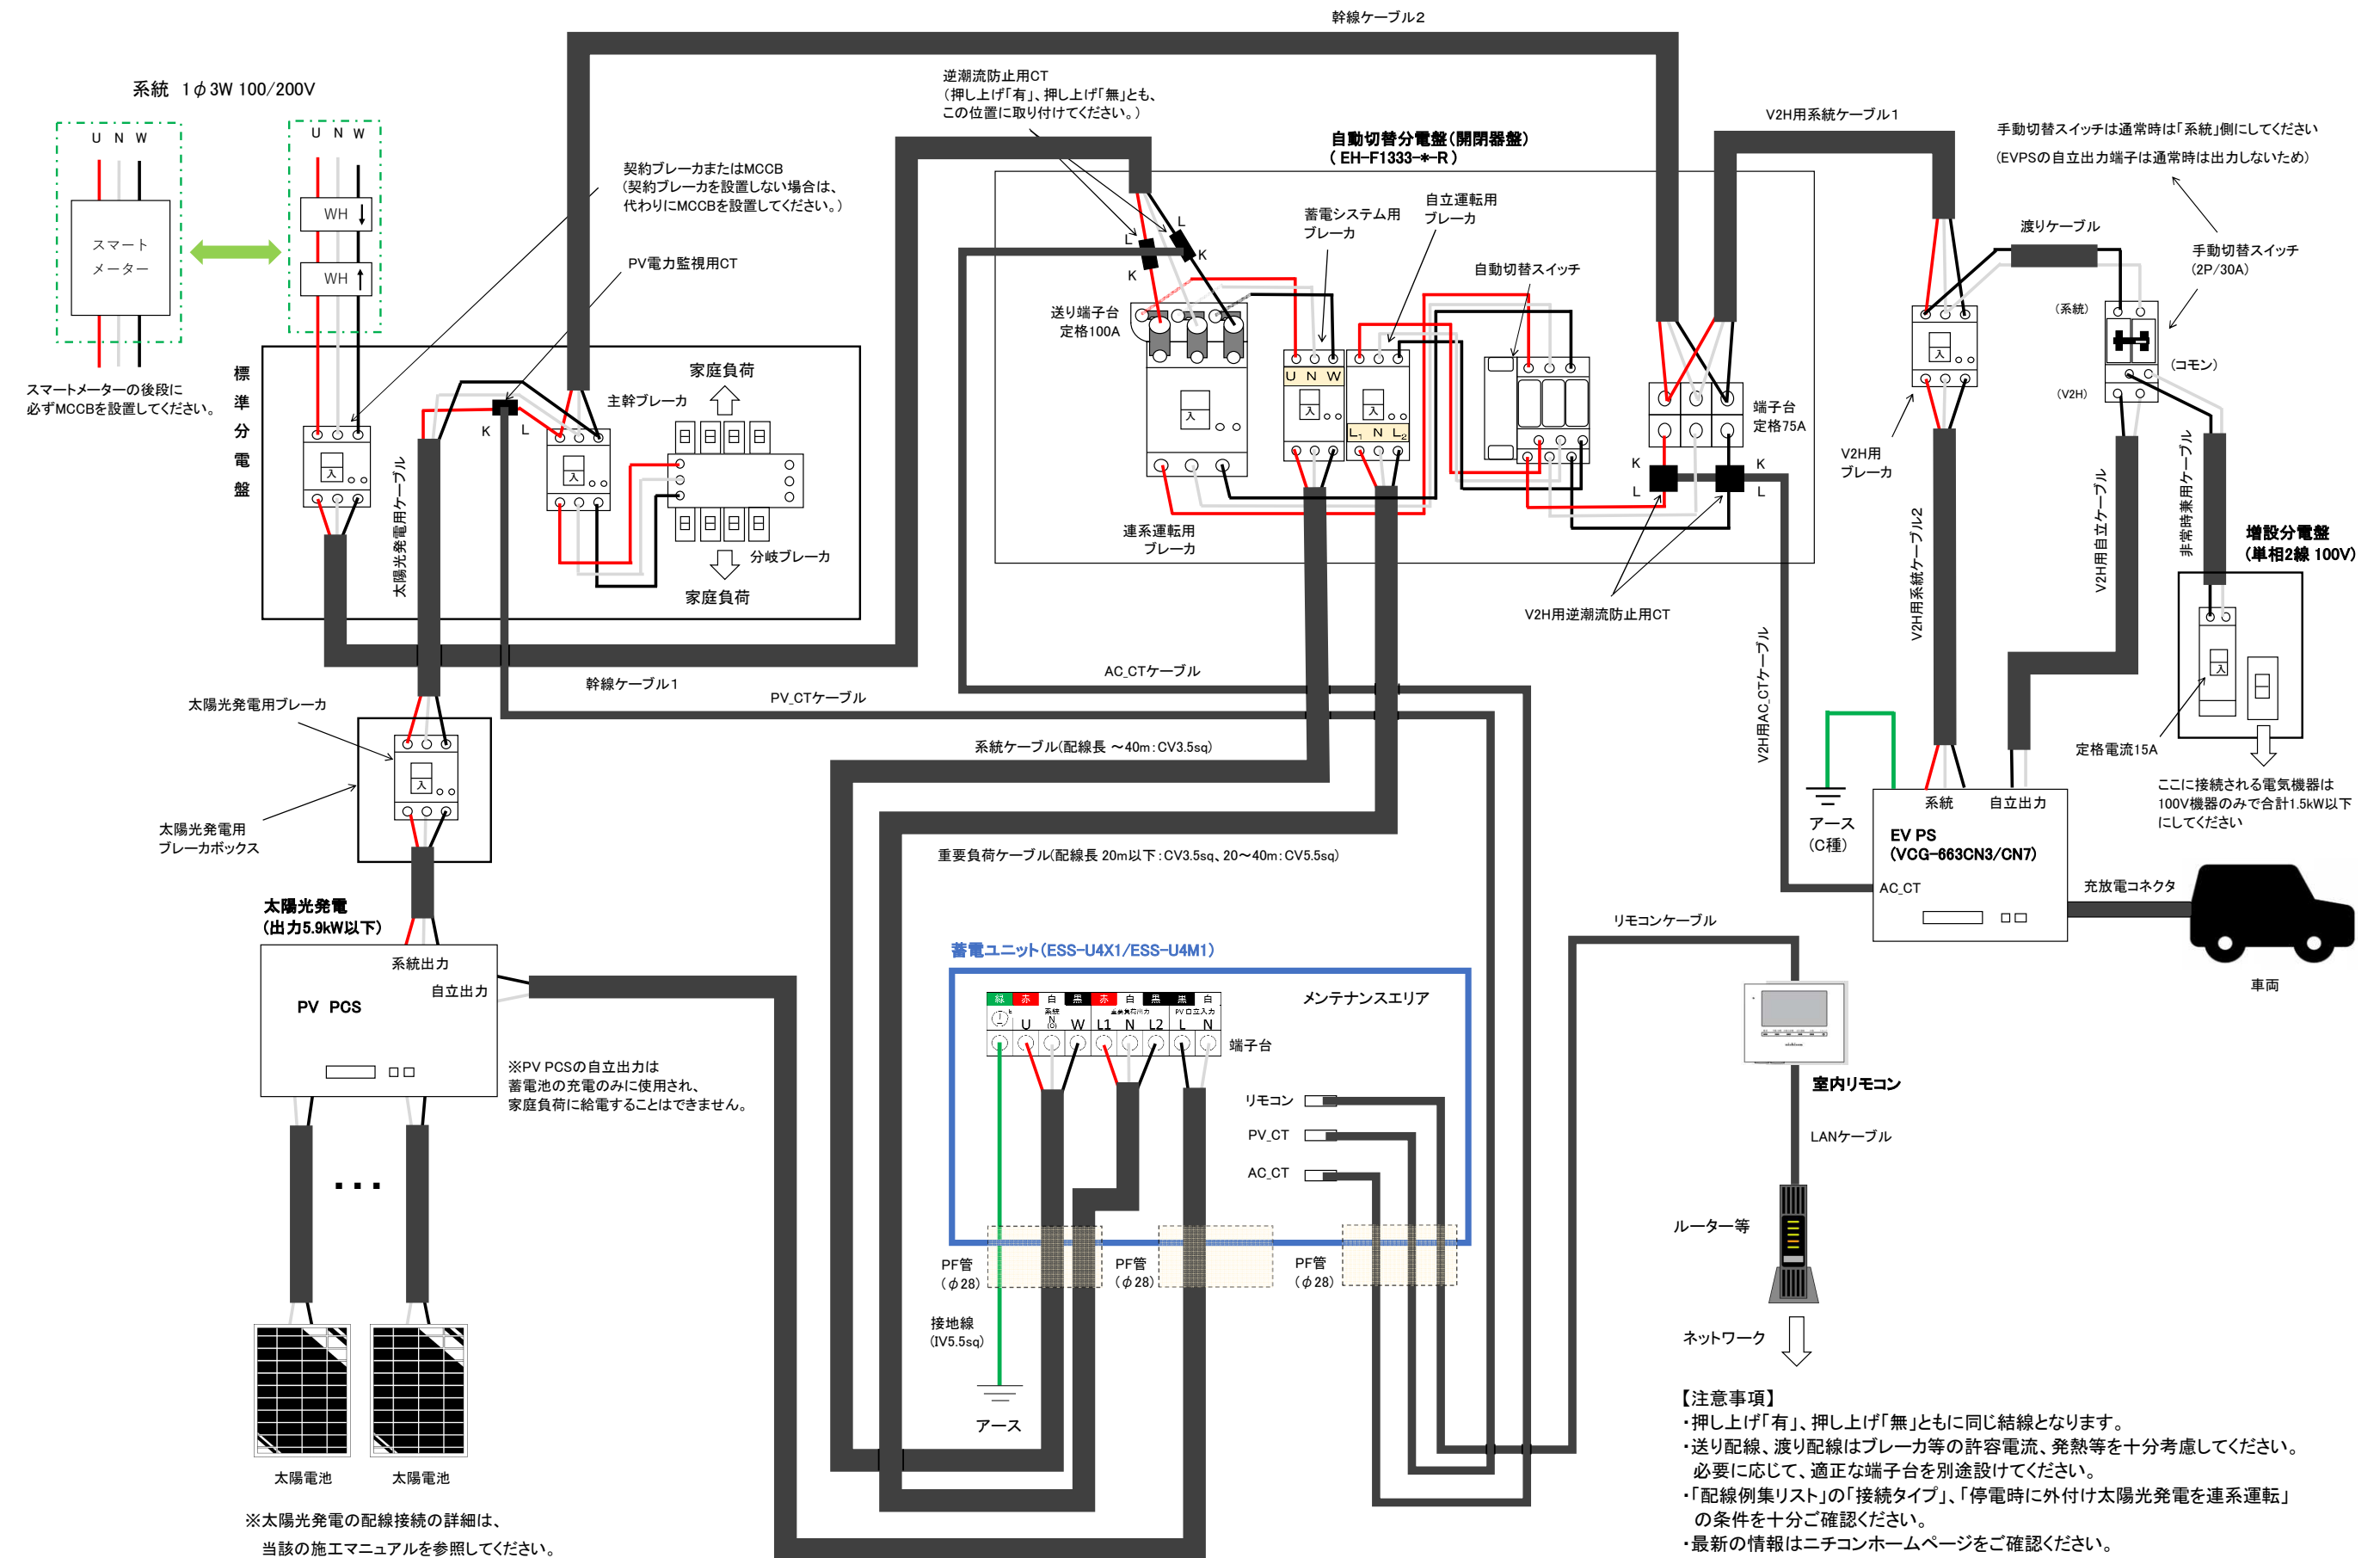 幹線ケーブル2
系統 1φ3W 100/200V
U N W
スマート
メーター
U N W
WH
WH
スマートメーターの後段に
必ずMCCBを設置してください。
契約ブレーカまたはMCCB
(契約ブレーカを設置しない場合は、
代わりにMCCBを設置してください。)
PV電力監視用CT
逆潮流防止用CT
(押し上げ「有」、押し上げ「無」とも、
この位置に取り付けてください。)
標準分電盤
入
K L
主幹ブレーカ
入
家庭負荷
分岐ブレーカ
家庭負荷
太陽光発電用ケーブル
自動切替分電盤(開閉器盤)
(EH-F1333-*-R)
L
K
L
K
送り端子台
定格100A
入
連系運転用
ブレーカ
蓄電システム用
ブレーカ
U N W
入
自立運転用
ブレーカ
入
L1 N L2
自動切替スイッチ
端子台
定格75A
K
L
K
L
V2H用逆潮流防止用CT
V2H用系統ケーブル1
手動切替スイッチは通常時は「系統」側にしてください
(EVPSの自立出力端子は通常時は出力しないため)
渡りケーブル
手動切替スイッチ
(2P/30A)
(系統)
(コモン)
(V2H)
入
V2H用
ブレーカ
V2H用系統ケーブル2
V2H用自立ケーブル
非常時兼用ケーブル
増設分電盤
(単相2線 100V)
入
定格電流15A
ここに接続される電気機器は
100V機器のみで合計1.5kW以下
にしてください
V2H用AC_CTケーブル
アース
(C種)
系統 自立出力
EV PS
(VCG-663CN3/CN7)
AC_CT
充放電コネクタ
車両
幹線ケーブル1
PV_CTケーブル
AC_CTケーブル
系統ケーブル(配線長 ~40m:CV3.5sq)
重要負荷ケーブル(配線長 20m以下:CV3.5sq、20~40m:CV5.5sq)
太陽光発電用ブレーカ
入
太陽光発電用
ブレーカボックス
太陽光発電
(出力5.9kW以下)
系統出力
自立出力
PV PCS
※PV PCSの自立出力は
蓄電池の充電のみに使用され、
家庭負荷に給電することはできません。
・・・
太陽電池
太陽電池
※太陽光発電の配線接続の詳細は、
当該の施工マニュアルを参照してください。
蓄電ユニット(ESS-U4X1/ESS-U4M1)
メンテナンスエリア
緑 赤 白 黒 赤 白 黒 黒 白
系統 重要負荷出力 PV自立入力
U N(O) W L1 N L2 L N
端子台
リモコン
PV_CT
AC_CT
PF管
(φ28)
PF管
(φ28)
PF管
(φ28)
接地線
(IV5.5sq)
アース
リモコンケーブル
室内リモコン
LANケーブル
ルーター等
ネットワーク
【注意事項】
・押し上げ「有」、押し上げ「無」ともに同じ結線となります。
・送り配線、渡り配線はブレーカ等の許容電流、発熱等を十分考慮してください。
必要に応じて、適正な端子台を別途設けてください。
・「配線例集リスト」の「接続タイプ」、「停電時に外付け太陽光発電を連系運転」
の条件を十分ご確認ください。
・最新の情報はニチコンホームページをご確認ください。